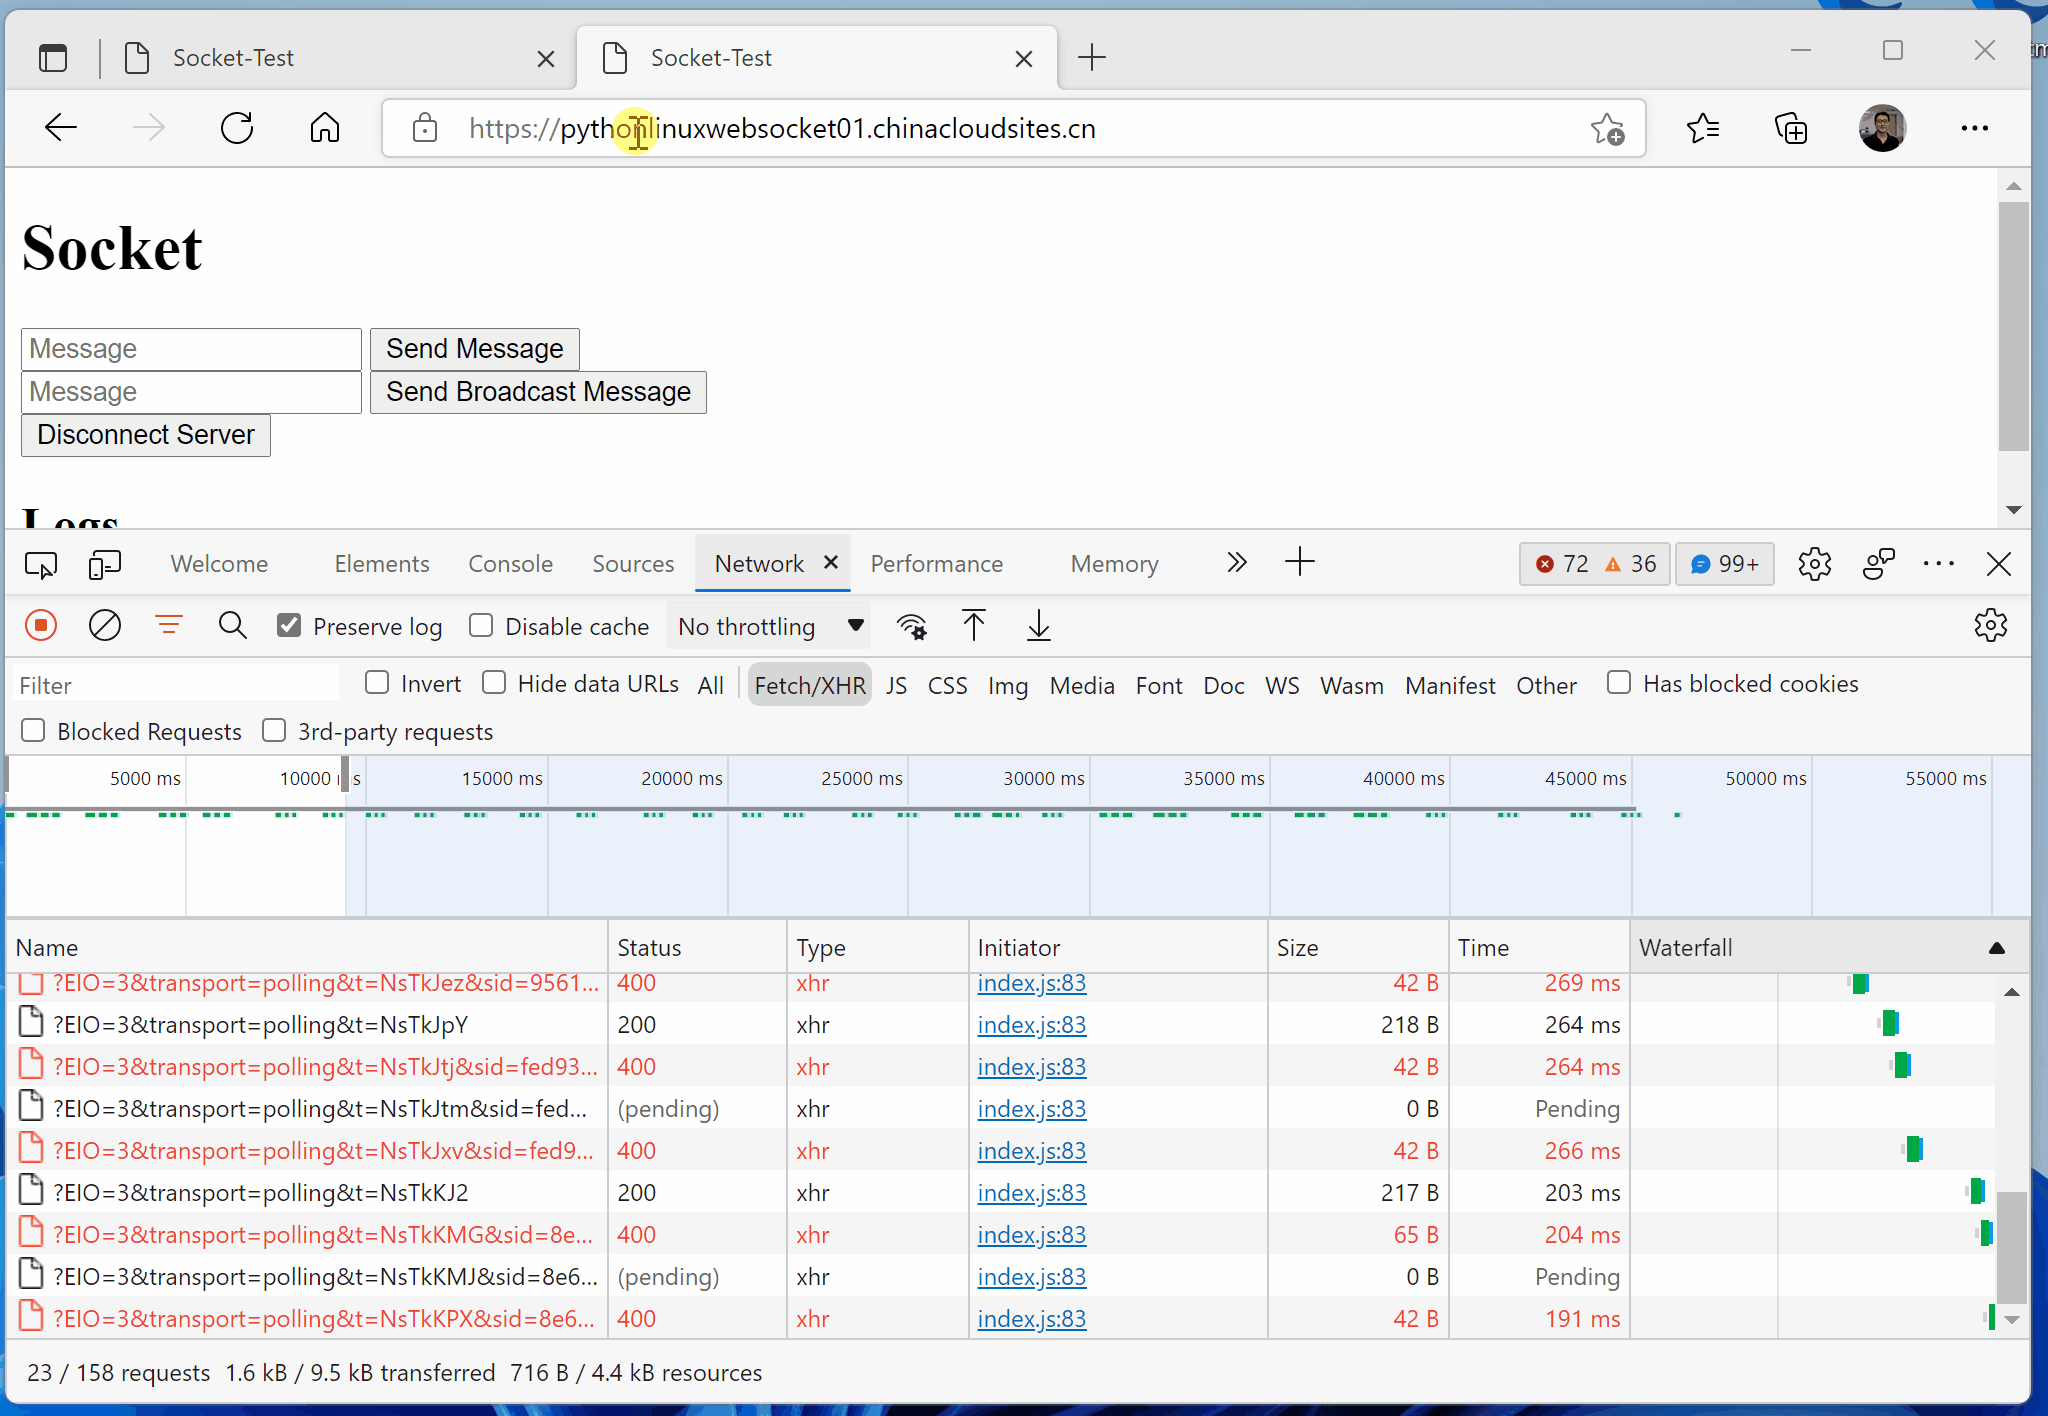 Socket-Test
Socket-Test
https://pythonlinuxwebsocket01.chinacloudsites.cn
Socket
Message Send Message
Message Send Broadcast Message
Disconnect Server
Logs
Welcome Elements Console Sources Network Performance Memory 72 36 99+
Preserve log Disable cache No throttling
Filter Invert Hide data URLs All Fetch/XHR JS CSS Img Media Font Doc WS Wasm Manifest Other Has blocked cookies
Blocked Requests 3rd-party requests
5000 ms 10000 ms 15000 ms 20000 ms 25000 ms 30000 ms 35000 ms 40000 ms 45000 ms 50000 ms 55000 ms
Name Status Type Initiator Size Time Waterfall
?EIO=3&transport=polling&t=NsTkJez&sid=9561... 400 xhr index.js:83 42 B 269 ms
?EIO=3&transport=polling&t=NsTkJpY 200 xhr index.js:83 218 B 264 ms
?EIO=3&transport=polling&t=NsTkJtj&sid=fed93... 400 xhr index.js:83 42 B 264 ms
?EIO=3&transport=polling&t=NsTkJtm&sid=fed... (pending) xhr index.js:83 0 B Pending
?EIO=3&transport=polling&t=NsTkJxv&sid=fed9... 400 xhr index.js:83 42 B 266 ms
?EIO=3&transport=polling&t=NsTkKJ2 200 xhr index.js:83 217 B 203 ms
?EIO=3&transport=polling&t=NsTkKMG&sid=8e... 400 xhr index.js:83 65 B 204 ms
?EIO=3&transport=polling&t=NsTkKMJ&sid=8e6... (pending) xhr index.js:83 0 B Pending
?EIO=3&transport=polling&t=NsTkKPX&sid=8e6... 400 xhr index.js:83 42 B 191 ms
23 / 158 requests 1.6 kB / 9.5 kB transferred 716 B / 4.4 kB resources